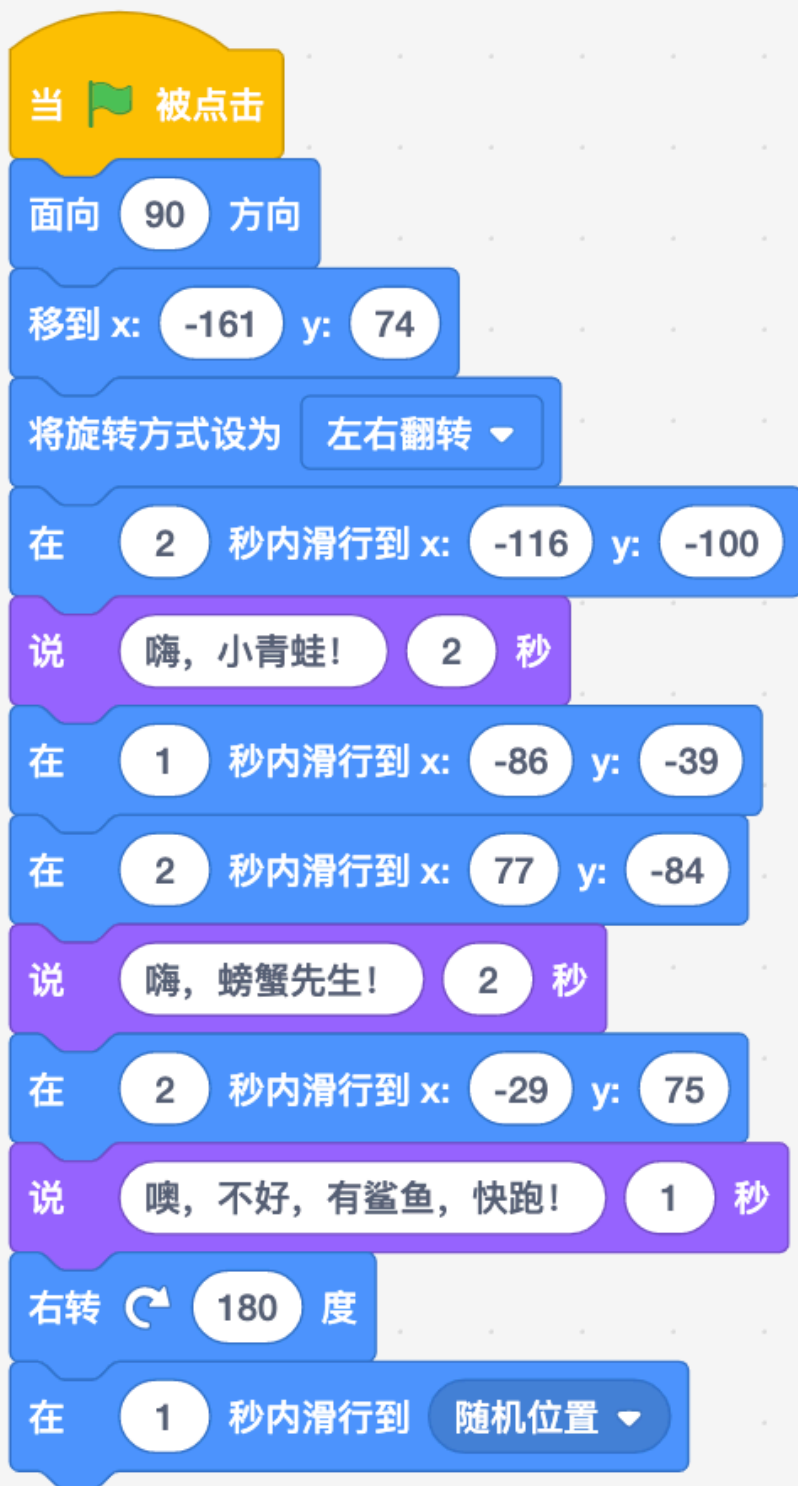 当 被点击
面向 90 方向
移到 x: -161 y: 74
将旋转方式设为 左右翻转
在 2 秒内滑行到 x: -116 y: -100
说 嗨，小青蛙！ 2 秒
在 1 秒内滑行到 x: -86 y: -39
在 2 秒内滑行到 x: 77 y: -84
说 嗨，螃蟹先生！ 2 秒
在 2 秒内滑行到 x: -29 y: 75
说 噢，不好，有鲨鱼，快跑！ 1 秒
右转 180 度
在 1 秒内滑行到 随机位置